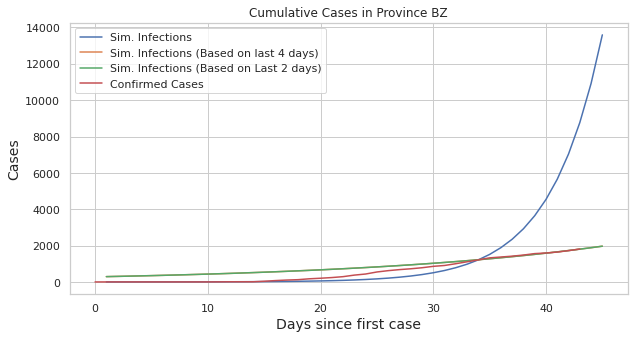 Cumulative Cases in Province BZ
Sim. Infections
Sim. Infections (Based on last 4 days)
Sim. Infections (Based on Last 2 days)
Confirmed Cases
14000
12000
10000
8000
6000
4000
2000
0
Cases
0 10 20 30 40
Days since first case